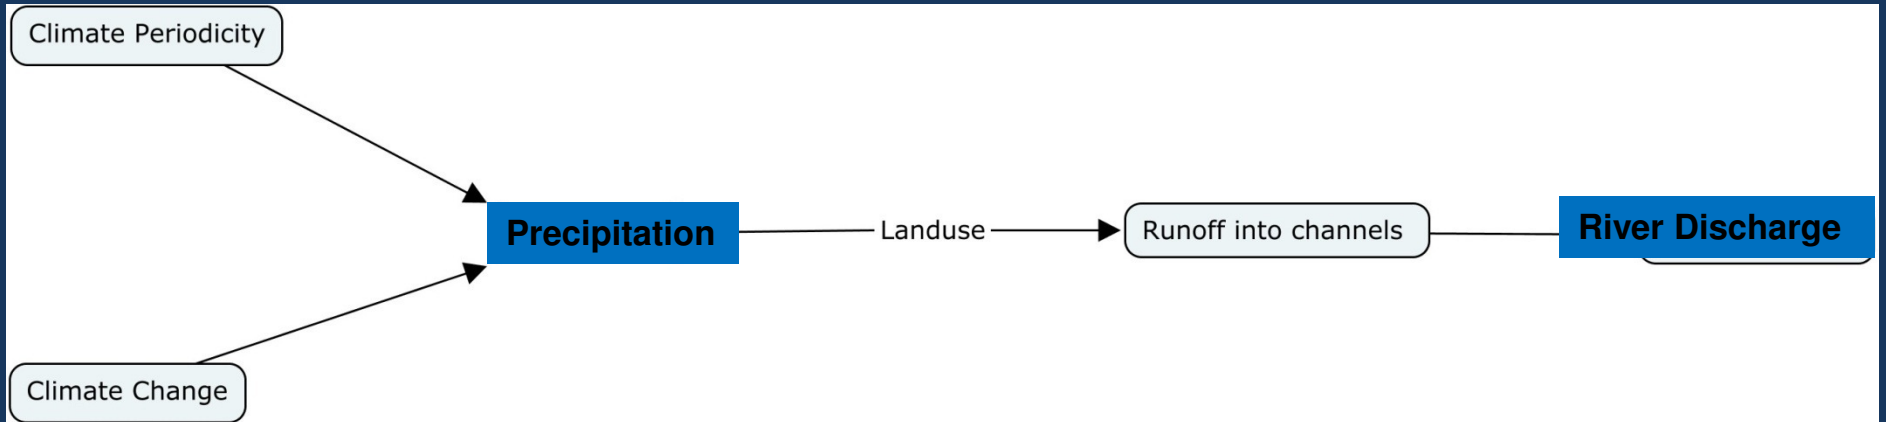 Climate Periodicity
Precipitation
Landuse
Runoff into channels
River Discharge
Climate Change